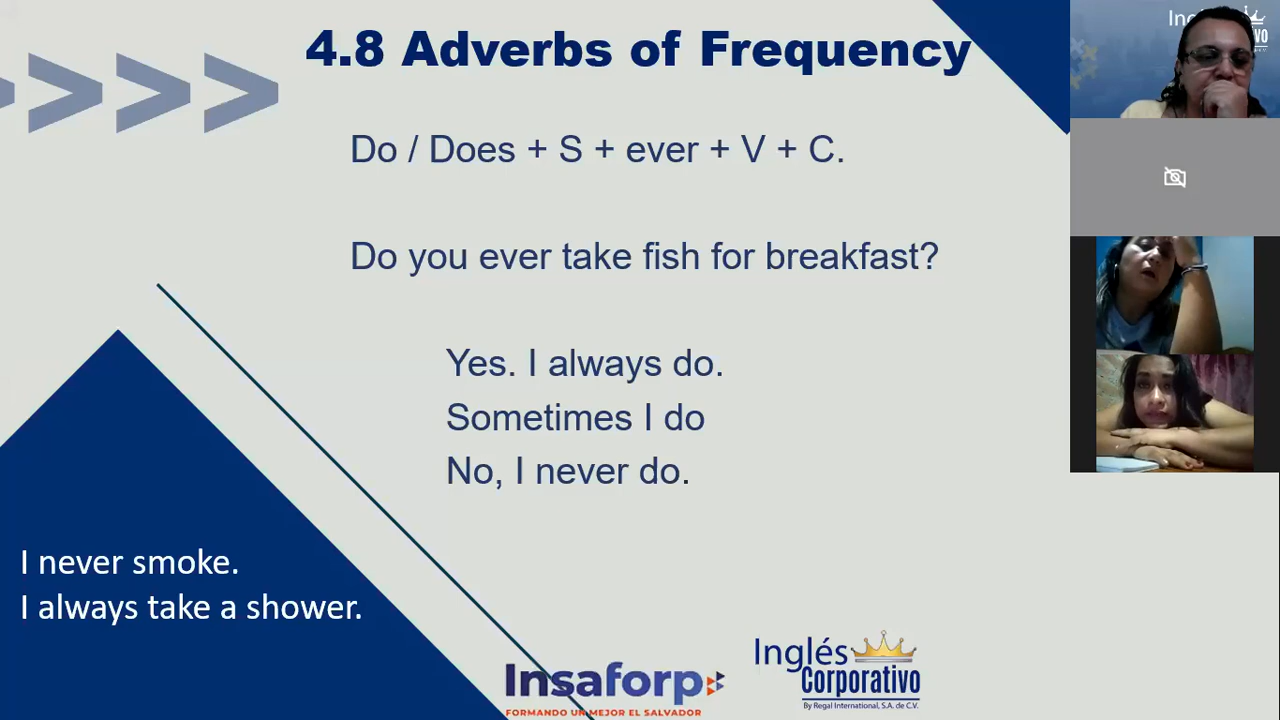 4.8 Adverbs of Frequency
Do / Does + S + ever + V + C.
Do you ever take fish for breakfast?
Yes. I always do.
Sometimes I do
No, I never do.
I never smoke.
I always take a shower.
Insaforp
FORMANDO UN MEJOR EL SALVADOR
Inglés
Corporativo
By Regal International, S.A. de C.V.